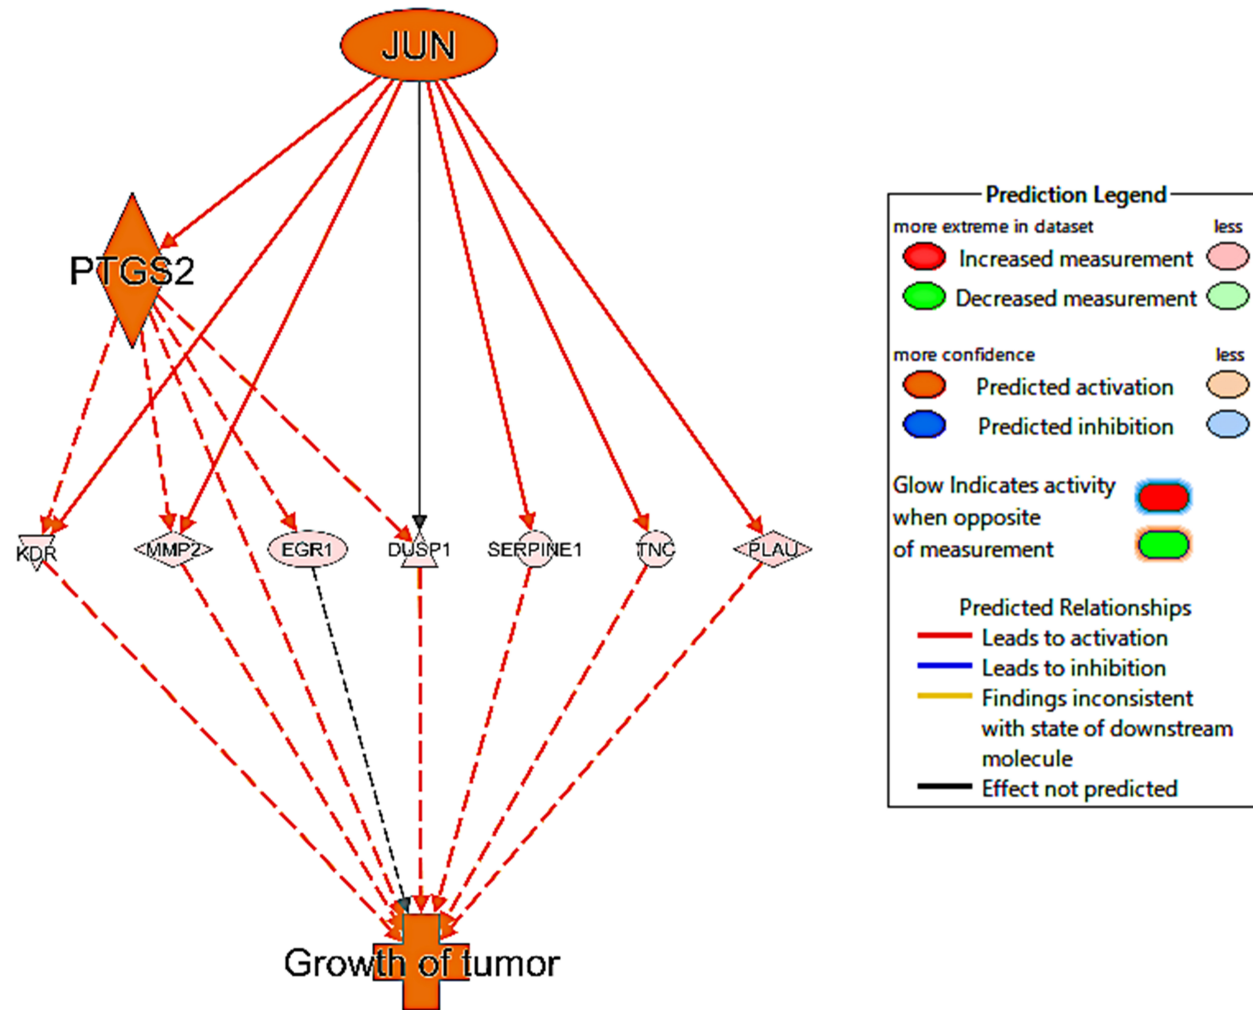 JUN
PTGS2
KDR
MMP2
EGR1
DUSP1
SERPINE1
TNC
PLAU
Growth of tumor
Prediction Legend
more extreme in dataset less
Increased measurement
Decreased measurement
more confidence less
Predicted activation
Predicted inhibition
Glow Indicates activity
when opposite
of measurement
Predicted Relationships
Leads to activation
Leads to inhibition
Findings inconsistent
with state of downstream
molecule
Effect not predicted